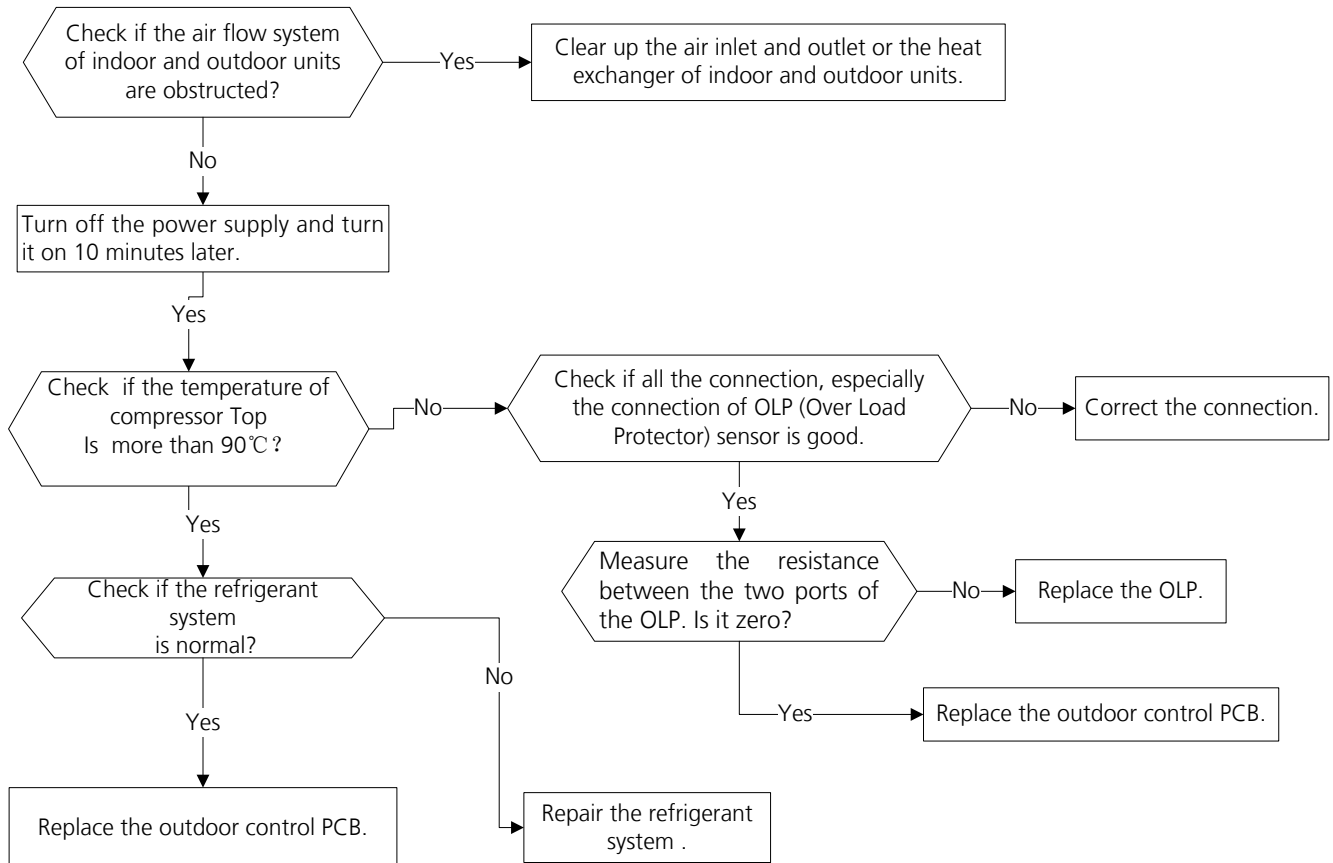 Check if the air flow system
of indoor and outdoor units
are obstructed?
Yes
Clear up the air inlet and outlet or the heat
exchanger of indoor and outdoor units.
No
Turn off the power supply and turn
it on 10 minutes later.
Yes
Check if the temperature of
compressor Top
Is more than 90℃?
No
Check if all the connection, especially
the connection of OLP (Over Load
Protector) sensor is good.
No
Correct the connection.
Yes
Yes
Measure the resistance
between the two ports of
the OLP. Is it zero?
No
Replace the OLP.
Check if the refrigerant
system
is normal?
No
Yes
Yes
Replace the outdoor control PCB.
Replace the outdoor control PCB.
Repair the refrigerant
system .